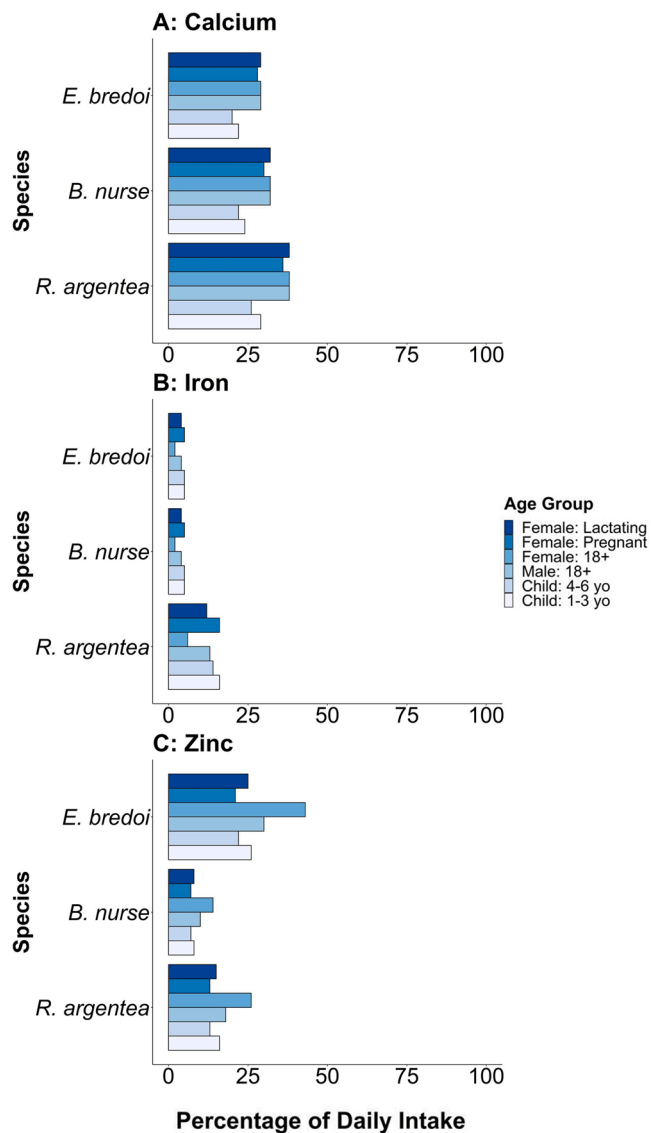 A: Calcium
E. bredoi
B. nurse
R. argentea
Species
0 25 50 75 100
B: Iron
E. bredoi
B. nurse
R. argentea
Species
0 25 50 75 100
Age Group
Female: Lactating
Female: Pregnant
Female: 18+
Male: 18+
Child: 4-6 yo
Child: 1-3 yo
C: Zinc
E. bredoi
B. nurse
R. argentea
Species
0 25 50 75 100
Percentage of Daily Intake